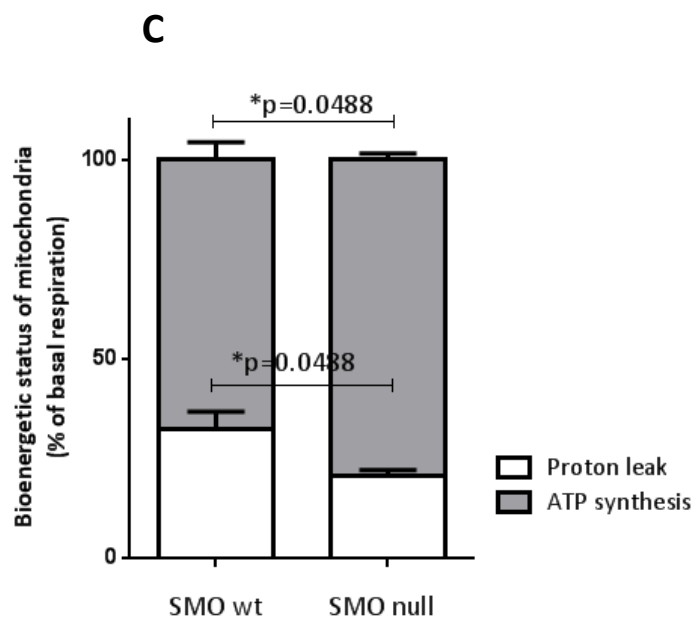 C
*p=0.0488
100
*p=0.0488
50
0
Bioenergetic status of mitochondria
(% of basal respiration)
Proton leak
ATP synthesis
SMO wt
SMO null